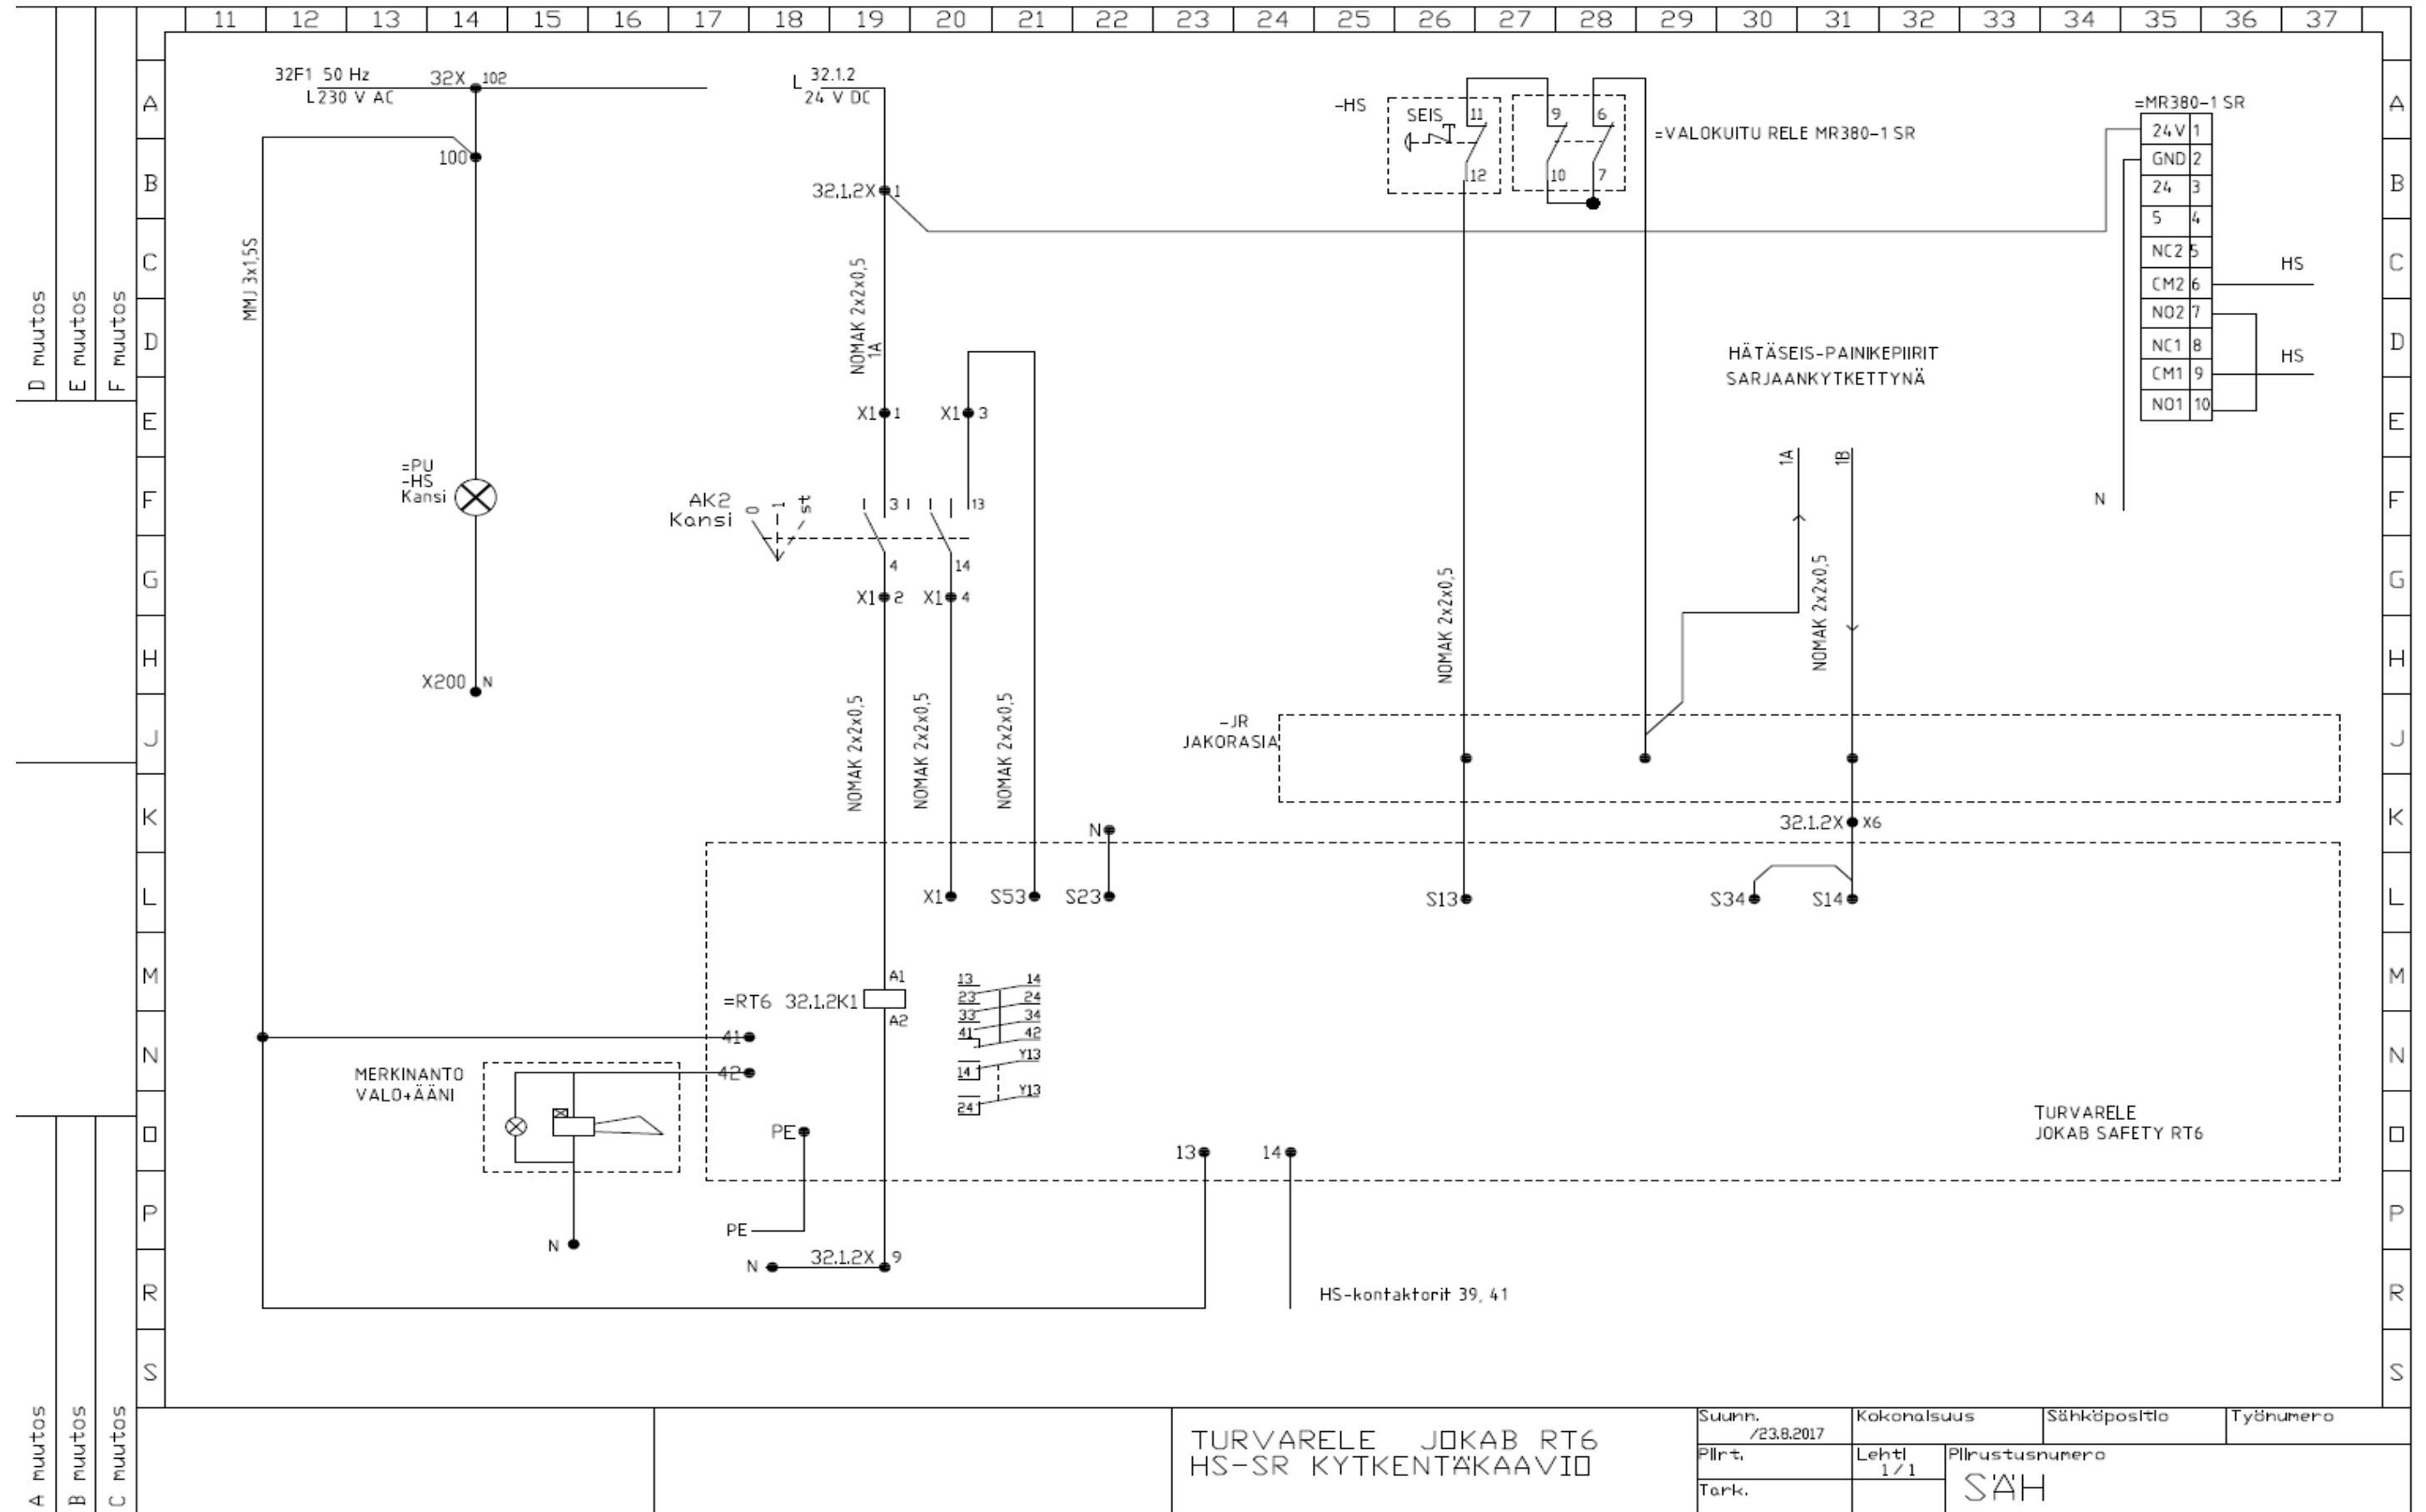 11 12 13 14 15 16 17 18 19 20 21 22 23 24 25 26 27 28 29 30 31 32 33 34 35 36 37
A
B
C
D
E
F
G
H
J
K
L
M
N
O
P
R
S
A
B
C
D
E
F
G
H
J
K
L
M
N
O
P
R
S
D muutos
E muutos
F muutos
A muutos
B muutos
C muutos
32F1 50 Hz
L 230 V AC
32X 102
100
MMJ 3x1,5S
=PU
-HS
Kansi
X200 N
L 32.1.2
24 V DC
32.1.2X 1
NOMAK 2x2x0,5
1A
X1 1
X1 3
AK2
Kansi
0
1
st
3
13
4
14
X1 2
X1 4
NOMAK 2x2x0,5
NOMAK 2x2x0,5
NOMAK 2x2x0,5
-HS
SEIS
11
12
9
10
6
7
=VALOKUITU RELE MR380-1 SR
NOMAK 2x2x0,5
=MR380-1 SR
24V 1
GND 2
24 3
5 4
NC2 5
CM2 6
NO2 7
NC1 8
CM1 9
NO1 10
HS
HS
N
HÄTÄSEIS-PAINIKEPIIRIT
SARJAANKYTKETTYNÄ
1A
1B
NOMAK 2x2x0,5
-JR
JAKORASIA
32.1.2X X6
N
X1
S53
S23
S13
S34
S14
=RT6 32.1.2K1
A1
A2
13 14
23 24
33 34
41 42
Y13
14
Y13
24
41
42
MERKINANTO
VALO+ÄÄNI
N
PE
PE
N
32.1.2X 9
13
14
HS-kontaktorit 39, 41
TURVARELE
JOKAB SAFETY RT6
TURVARELE JOKAB RT6
HS-SR KYTKENTÄKAAVIO
Suunn.
/23.8.2017
Kokonaisuus
Sähköpositio
Työnumero
Piirt.
Lehti
1/1
Piirustusnumero
SÄH
Tark.